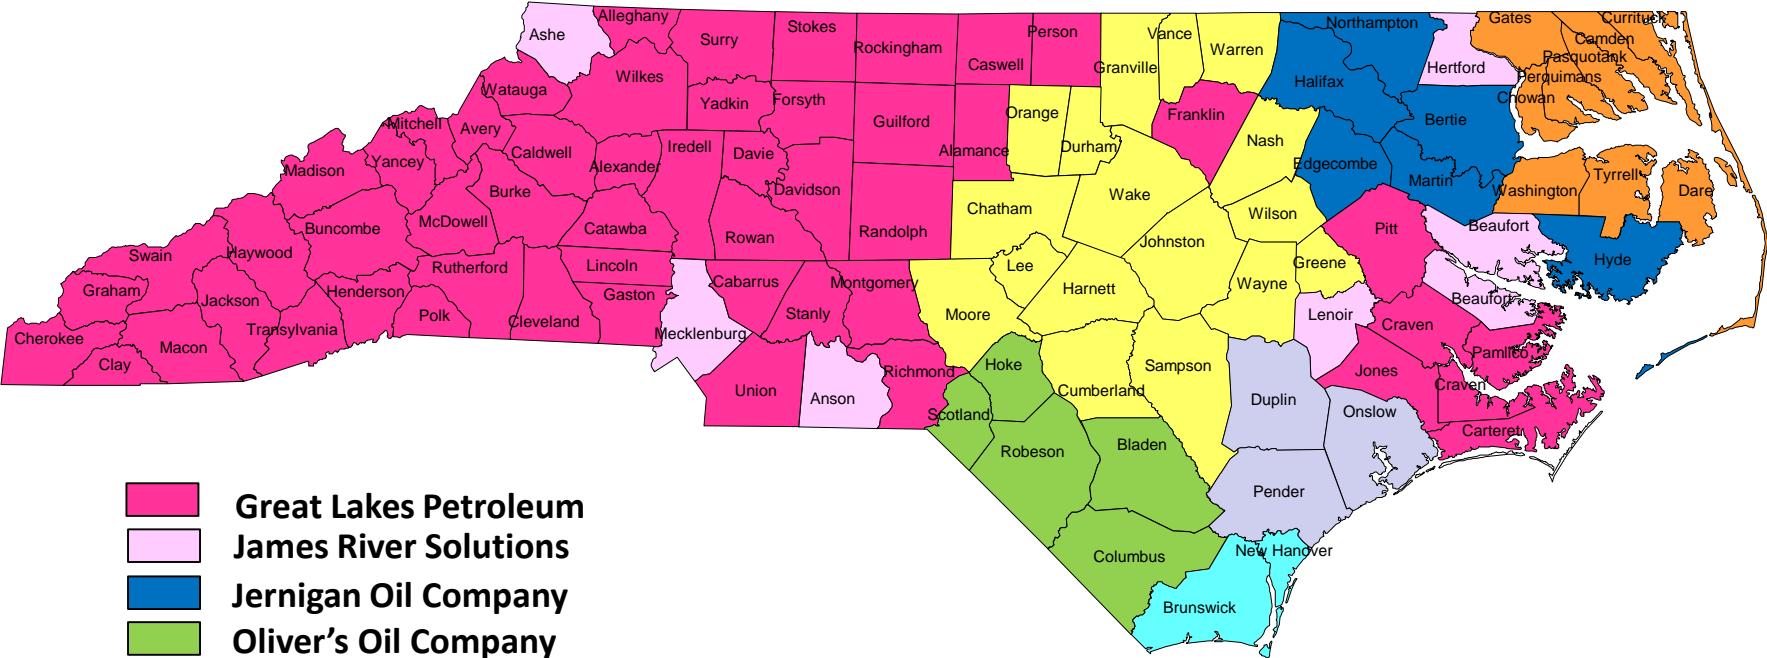 Ashe
Alleghany
Surry
Stokes
Rockingham
Caswell
Person
Granville
Vance
Warren
Northampton
Hertford
Gates
Currituck
Camden
Pasquotank
Perquimans
Chowan
Halifax
Bertie
Wilkes
Watauga
Yadkin
Forsyth
Guilford
Alamance
Orange
Durham
Franklin
Nash
Edgecombe
Martin
Washington
Tyrrell
Dare
Mitchell
Avery
Caldwell
Alexander
Iredell
Davie
Davidson
Madison
Yancey
Burke
McDowell
Buncombe
Catawba
Rowan
Randolph
Chatham
Wake
Johnston
Wilson
Pitt
Beaufort
Hyde
Swain
Haywood
Rutherford
Lincoln
Gaston
Cabarrus
Montgomery
Lee
Harnett
Wayne
Greene
Beaufort
Graham
Jackson
Henderson
Polk
Cleveland
Stanly
Moore
Lenoir
Craven
Pamlico
Cherokee
Clay
Macon
Transylvania
Mecklenburg
Union
Anson
Richmond
Hoke
Cumberland
Sampson
Duplin
Jones
Craven
Onslow
Carteret
Scotland
Robeson
Bladen
Pender
Columbus
New Hanover
Brunswick
Great Lakes Petroleum
James River Solutions
Jernigan Oil Company
Oliver’s Oil Company